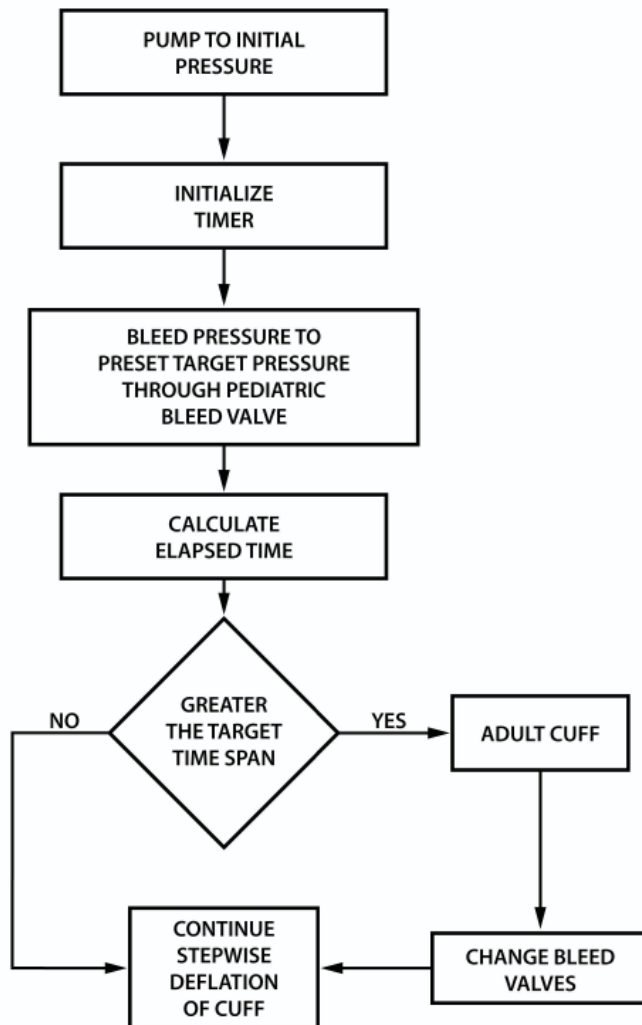 PUMP TO INITIAL
PRESSURE
INITIALIZE
TIMER
BLEED PRESSURE TO
PRESET TARGET PRESSURE
THROUGH PEDIATRIC
BLEED VALVE
CALCULATE
ELAPSED TIME
GREATER
THE TARGET
TIME SPAN
NO
YES
ADULT CUFF
CHANGE BLEED
VALVES
CONTINUE
STEPWISE
DEFLATION
OF CUFF